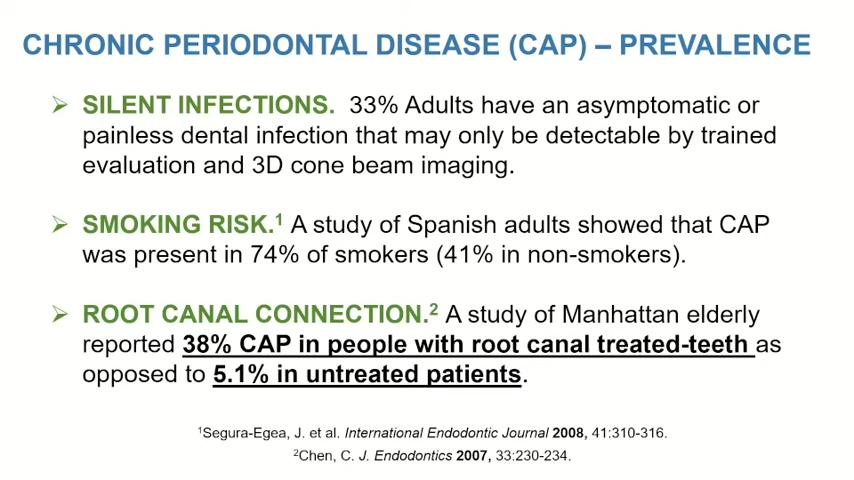 CHRONIC PERIODONTAL DISEASE (CAP) – PREVALENCE
➢ SILENT INFECTIONS. 33% Adults have an asymptomatic or
painless dental infection that may only be detectable by trained
evaluation and 3D cone beam imaging.
➢ SMOKING RISK.¹ A study of Spanish adults showed that CAP
was present in 74% of smokers (41% in non-smokers).
➢ ROOT CANAL CONNECTION.² A study of Manhattan elderly
reported 38% CAP in people with root canal treated-teeth as
opposed to 5.1% in untreated patients.
¹Segura-Egea, J. et al. International Endodontic Journal 2008, 41:310-316.
²Chen, C. J. Endodontics 2007, 33:230-234.